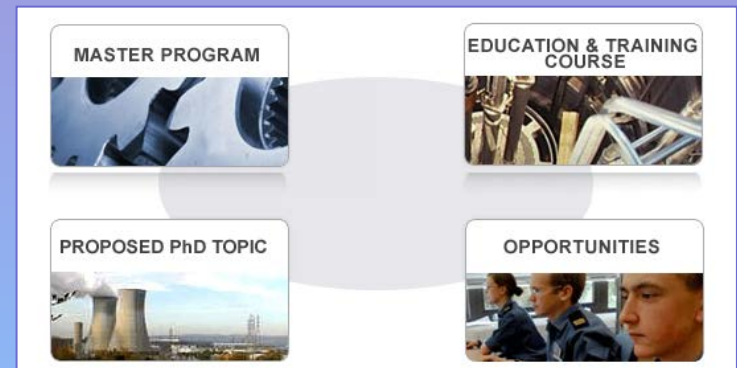 MASTER PROGRAM
EDUCATION & TRAINING
COURSE
PROPOSED PhD TOPIC
OPPORTUNITIES